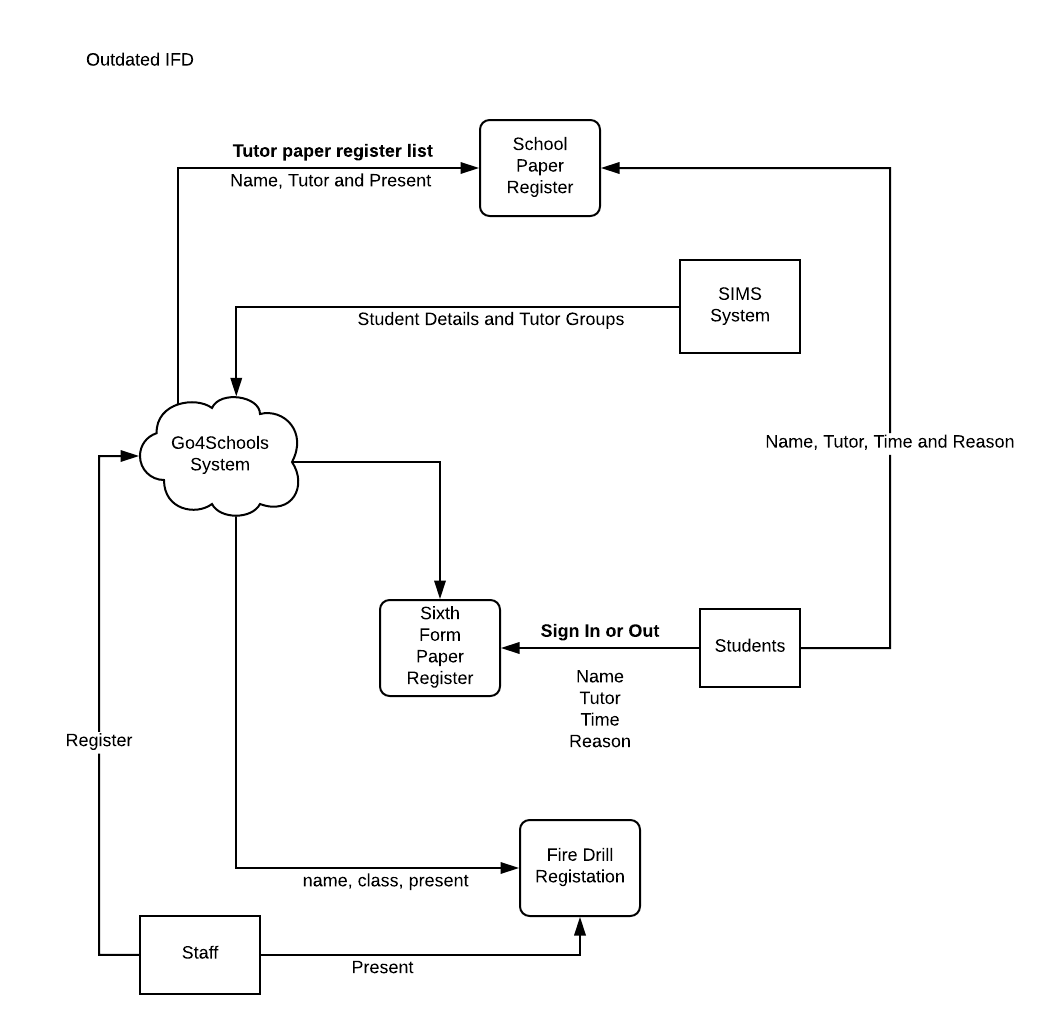 Outdated IFD
Tutor paper register list
Name, Tutor and Present
School
Paper
Register
SIMS
System
Student Details and Tutor Groups
Go4Schools
System
Name, Tutor, Time and Reason
Sixth
Form
Paper
Register
Sign In or Out
Name
Tutor
Time
Reason
Students
Register
Fire Drill
Registation
name, class, present
Staff
Present